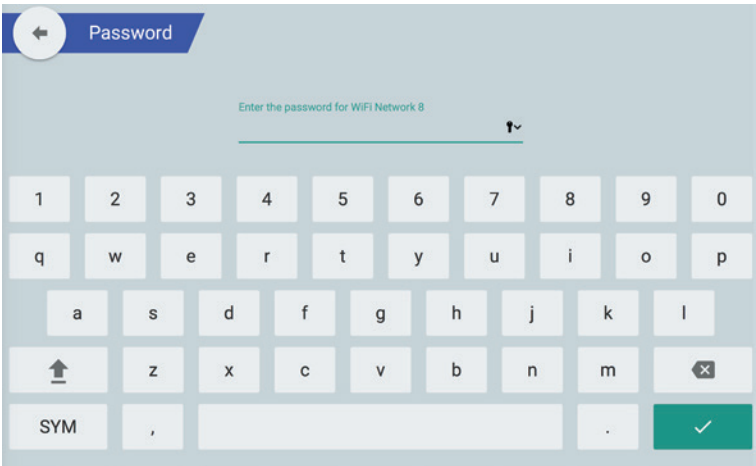 Password
Enter the password for WiFi Network 8
1 2 3 4 5 6 7 8 9 0
q w e r t y u i o p
a s d f g h j k l
z x c v b n m
SYM , .